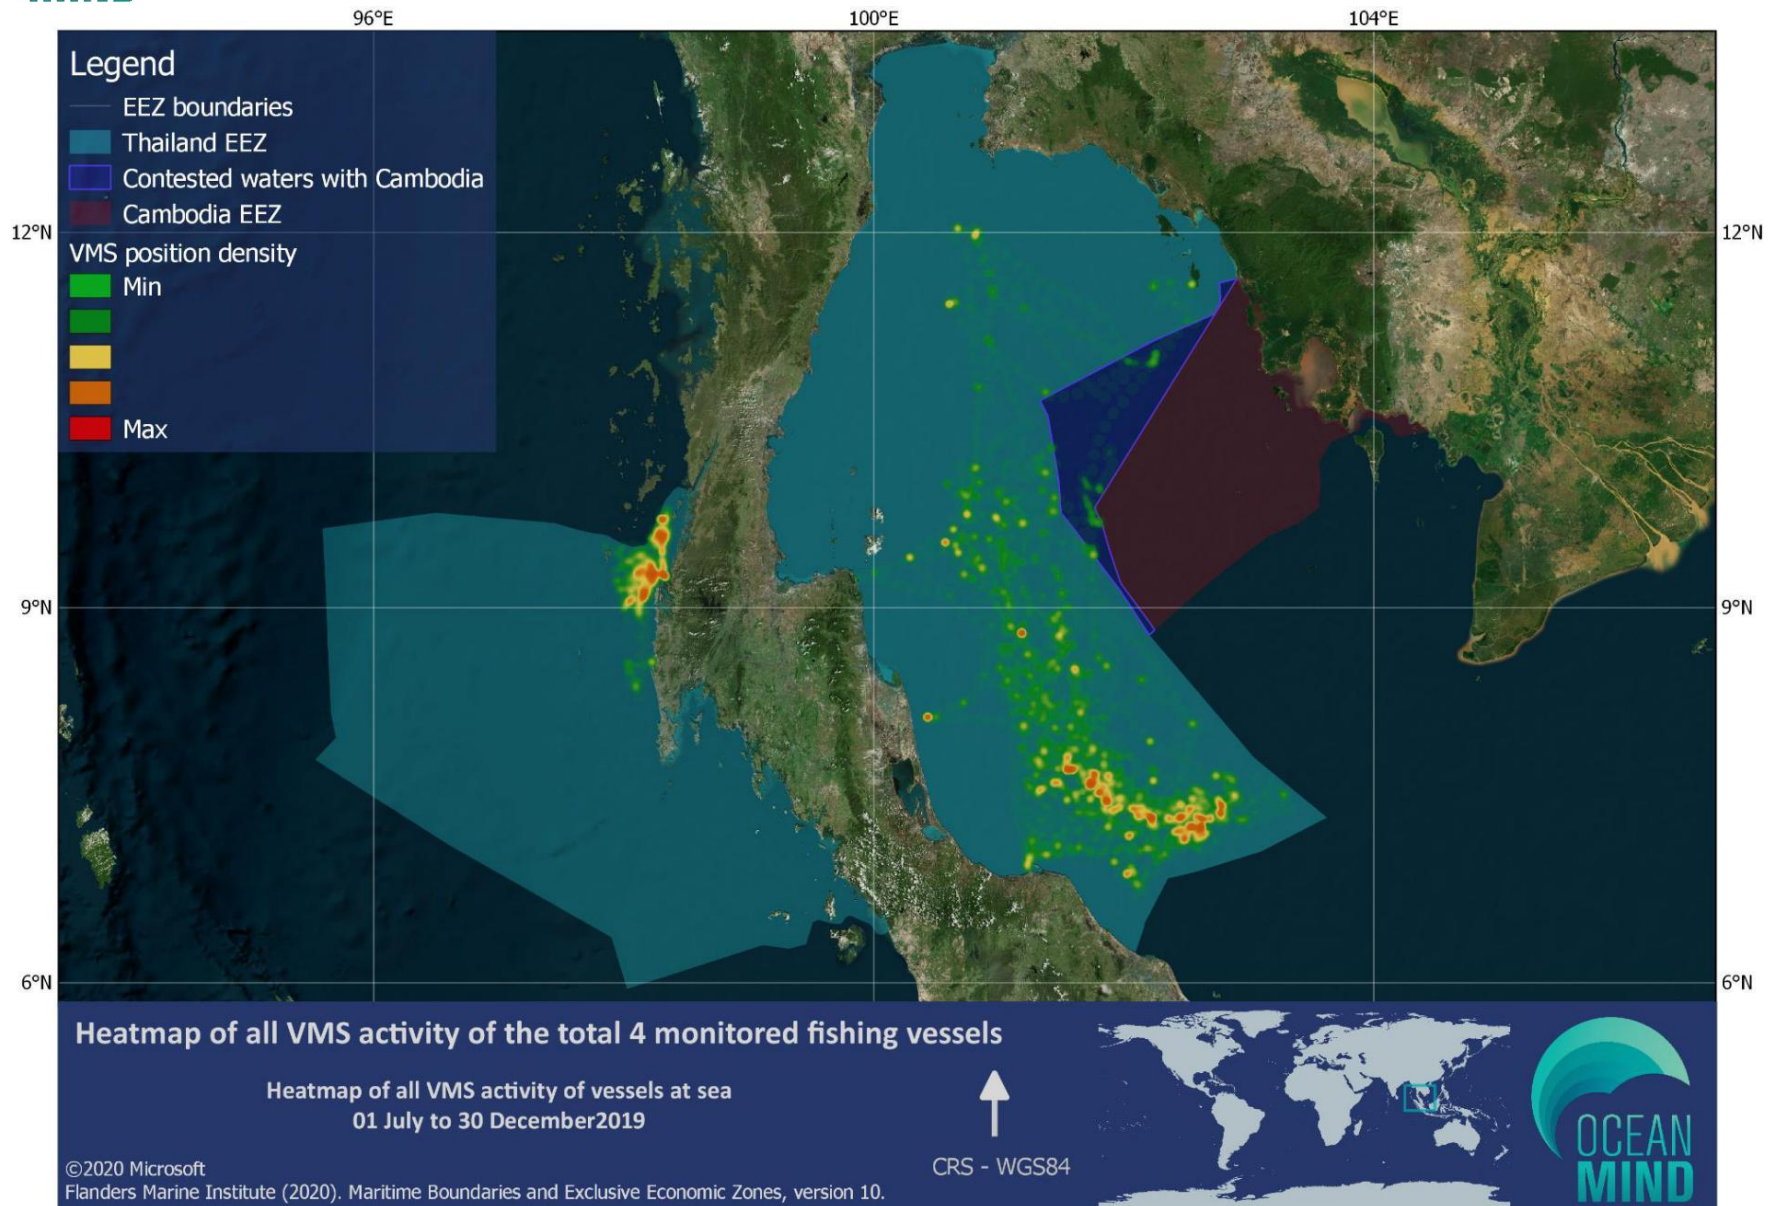 MIND
96°E 100°E 104°E
Legend
EEZ boundaries
Thailand EEZ
Contested waters with Cambodia
Cambodia EEZ
VMS position density
Min
Max
12°N 12°N
9°N 9°N
6°N 6°N
Heatmap of all VMS activity of the total 4 monitored fishing vessels
Heatmap of all VMS activity of vessels at sea
01 July to 30 December2019
CRS - WGS84
©2020 Microsoft
Flanders Marine Institute (2020). Maritime Boundaries and Exclusive Economic Zones, version 10.
OCEAN
MIND